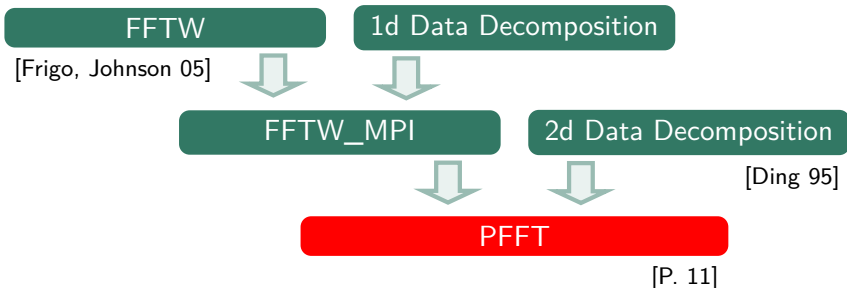 FFTW
1d Data Decomposition
[Frigo, Johnson 05]
FFTW_MPI
2d Data Decomposition
[Ding 95]
PFFT
[P. 11]